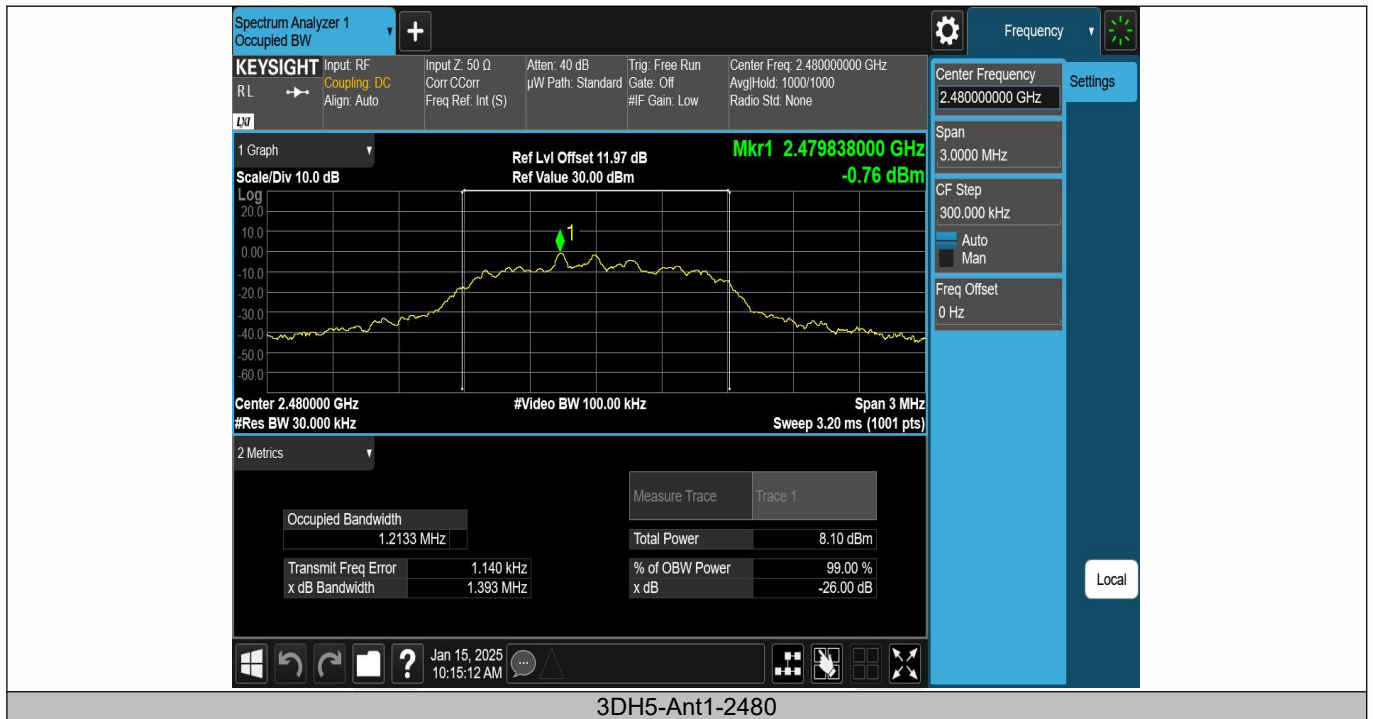 Spectrum Analyzer 1
Occupied BW
+
Frequency
KEYSIGHT
R L
LXI
Input: RF
Coupling: DC
Align: Auto
Input Z: 50 Ω
Corr CCorr
Freq Ref: Int (S)
Atten: 40 dB
µW Path: Standard
Trig: Free Run
Gate: Off
#IF Gain: Low
Center Freq: 2.480000000 GHz
Avg|Hold: 1000/1000
Radio Std: None
Center Frequency
2.480000000 GHz
Settings
Span
3.0000 MHz
CF Step
300.000 kHz
Auto
Man
Freq Offset
0 Hz
Local
1 Graph
Scale/Div 10.0 dB
Ref Lvl Offset 11.97 dB
Ref Value 30.00 dBm
Mkr1 2.479838000 GHz
-0.76 dBm
Log
20.0
10.0
0.00
-10.0
-20.0
-30.0
-40.0
-50.0
-60.0
1
Center 2.480000 GHz
#Video BW 100.00 kHz
Span 3 MHz
#Res BW 30.000 kHz
Sweep 3.20 ms (1001 pts)
2 Metrics
Measure Trace Trace 1
Occupied Bandwidth
1.2133 MHz
Total Power 8.10 dBm
Transmit Freq Error 1.140 kHz
% of OBW Power 99.00 %
x dB Bandwidth 1.393 MHz
x dB -26.00 dB
?
Jan 15, 2025
10:15:12 AM
3DH5-Ant1-2480